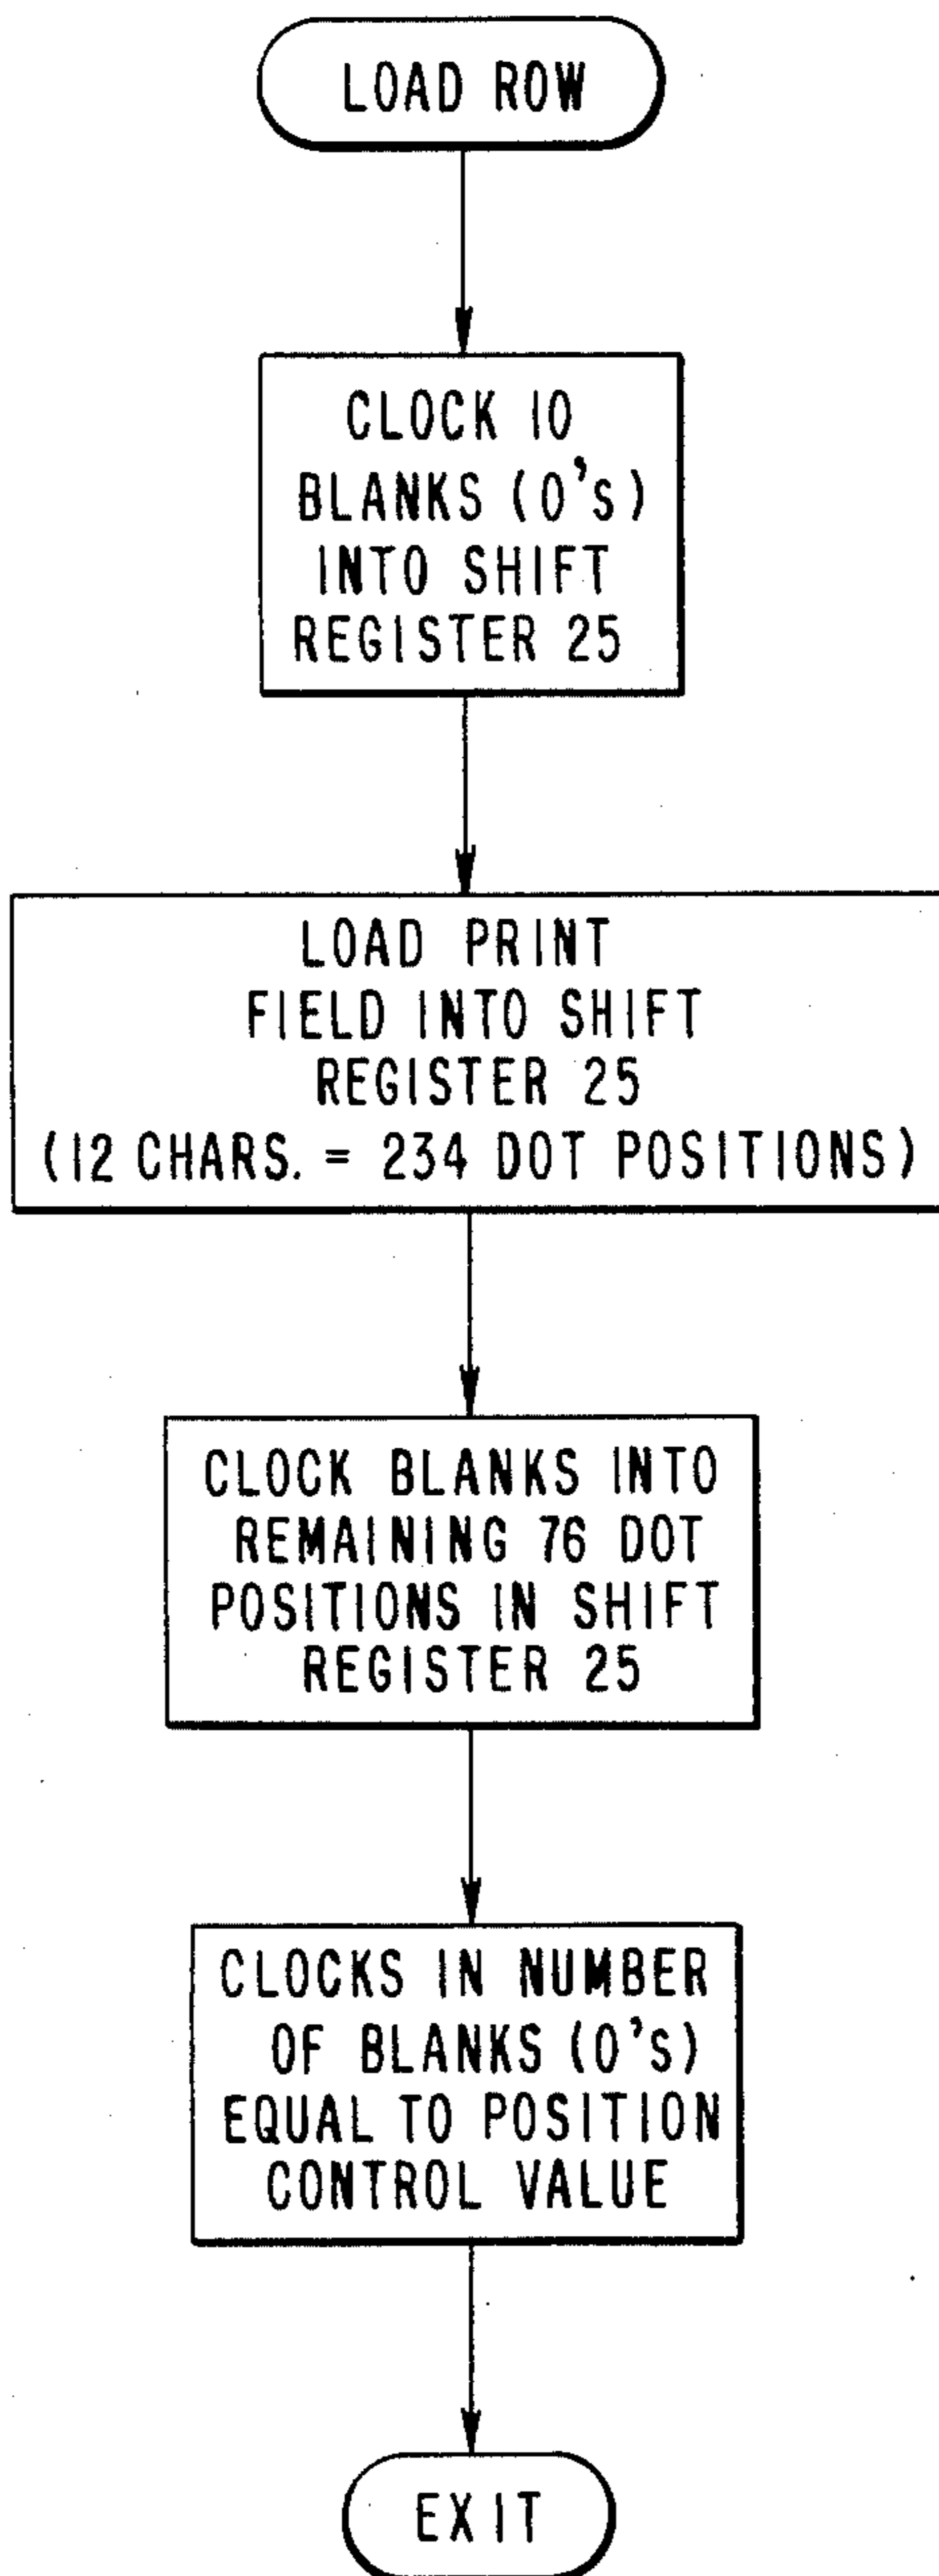 LOAD ROW
CLOCK 10
BLANKS (0's)
INTO SHIFT
REGISTER 25
LOAD PRINT
FIELD INTO SHIFT
REGISTER 25
(12 CHARS. = 234 DOT POSITIONS)
CLOCK BLANKS INTO
REMAINING 76 DOT
POSITIONS IN SHIFT
REGISTER 25
CLOCKS IN NUMBER
OF BLANKS (0's)
EQUAL TO POSITION
CONTROL VALUE
EXIT